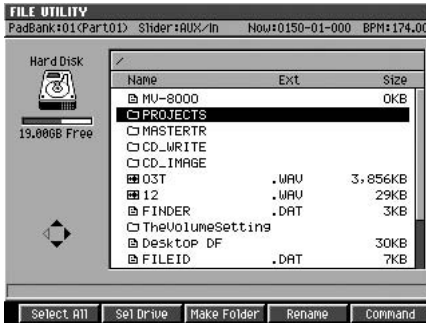 FILE UTILITY
PadBank:01(Part01) Slider:AUX/In Now:0150-01-000 BPM:174.00
Hard Disk
/
Name Ext Size
MV-8000 0KB
PROJECTS
MASTERTR
CD_WRITE
CD_IMAGE
03T .WAV 3,856KB
12 .WAV 29KB
FINDER .DAT 3KB
TheVolumeSetting
Desktop DF 30KB
FILEID .DAT 7KB
19.00GB Free
Select All Sel Drive Make Folder Rename Command